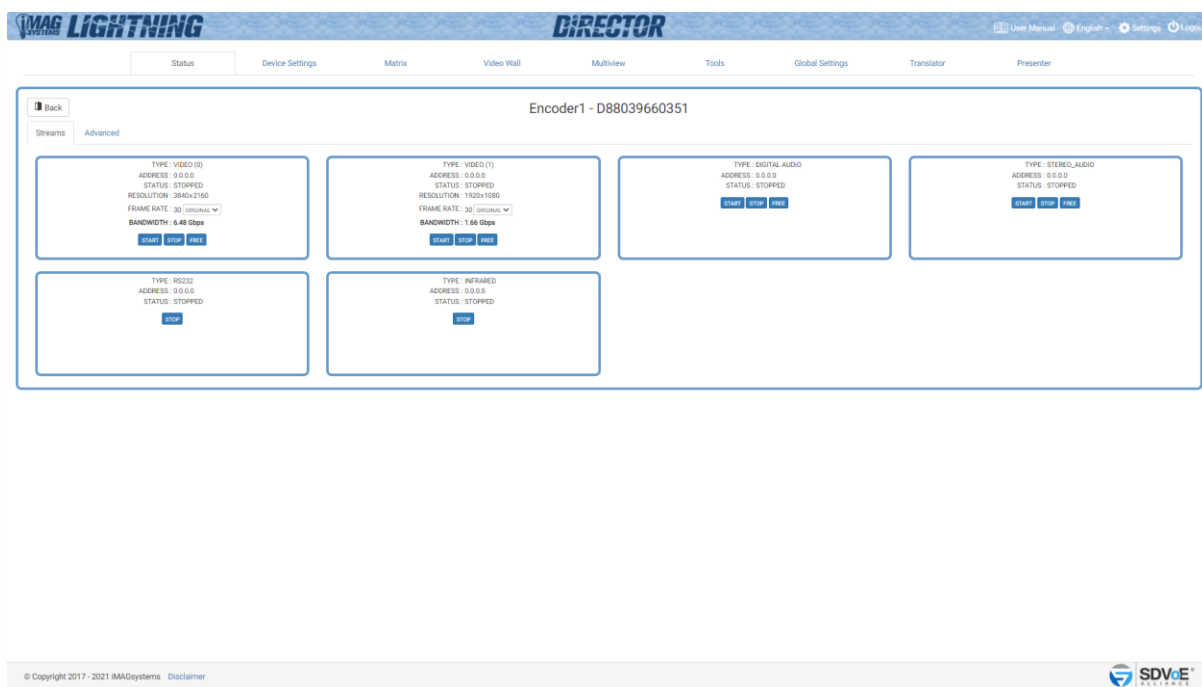 iMAG SYSTEMS LIGHTNING
DIRECTOR
User Manual English Settings Logou
Status Device Settings Matrix Video Wall Multiview Tools Global Settings Translator Presenter
Back
Encoder1 - D88039660351
Streams Advanced
TYPE : VIDEO (0)
ADDRESS : 0.0.0.0
STATUS : STOPPED
RESOLUTION : 3840x2160
FRAME RATE : 30 ORIGINAL
BANDWIDTH : 6.48 Gbps
START STOP FREE
TYPE : VIDEO (1)
ADDRESS : 0.0.0.0
STATUS : STOPPED
RESOLUTION : 1920x1080
FRAME RATE : 30 ORIGINAL
BANDWIDTH : 1.66 Gbps
START STOP FREE
TYPE : DIGITAL AUDIO
ADDRESS : 0.0.0.0
STATUS : STOPPED
START STOP FREE
TYPE : STEREO_AUDIO
ADDRESS : 0.0.0.0
STATUS : STOPPED
START STOP FREE
TYPE : RS232
ADDRESS : 0.0.0.0
STATUS : STOPPED
STOP
TYPE : INFRARED
ADDRESS : 0.0.0.0
STATUS : STOPPED
STOP
© Copyright 2017 - 2021 iMAGsystems Disclaimer
SDVoE
ALLIANCE